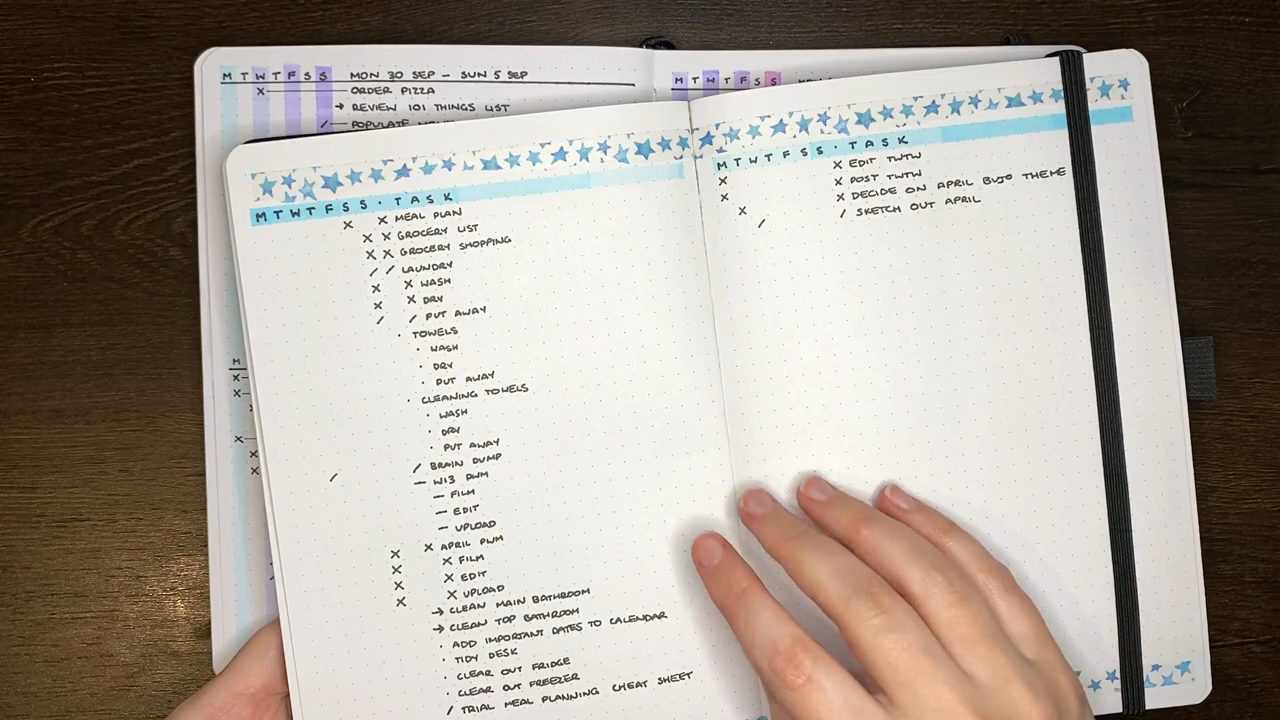 M T W T F S S MON 30 SEP - SUN 5 SEP
X ORDER PIZZA
→ REVIEW 101 THINGS LIST
/ POPULATE
M T W T F S S
M
X
X
X
X
X
M T W T F S S · TASK
X X MEAL PLAN
X X GROCERY LIST
X X GROCERY SHOPPING
/ / LAUNDRY
X X WASH
X X DRY
/ / PUT AWAY
· TOWELS
· WASH
· DRY
· PUT AWAY
· CLEANING TOWELS
· WASH
· DRY
· PUT AWAY
/ / BRAIN DUMP
— W13 PWM
— FILM
— EDIT
— UPLOAD
X X APRIL PWM
X X FILM
X X EDIT
X X UPLOAD
→ CLEAN MAIN BATHROOM
→ CLEAN TOP BATHROOM
· ADD IMPORTANT DATES TO CALENDAR
· TIDY DESK
· CLEAR OUT FRIDGE
· CLEAR OUT FREEZER
/ TRIAL MEAL PLANNING CHEAT SHEET
M T W T F S S · TASK
X X EDIT TWTW
X X POST TWTW
X X DECIDE ON APRIL BUJO THEME
/ / SKETCH OUT APRIL